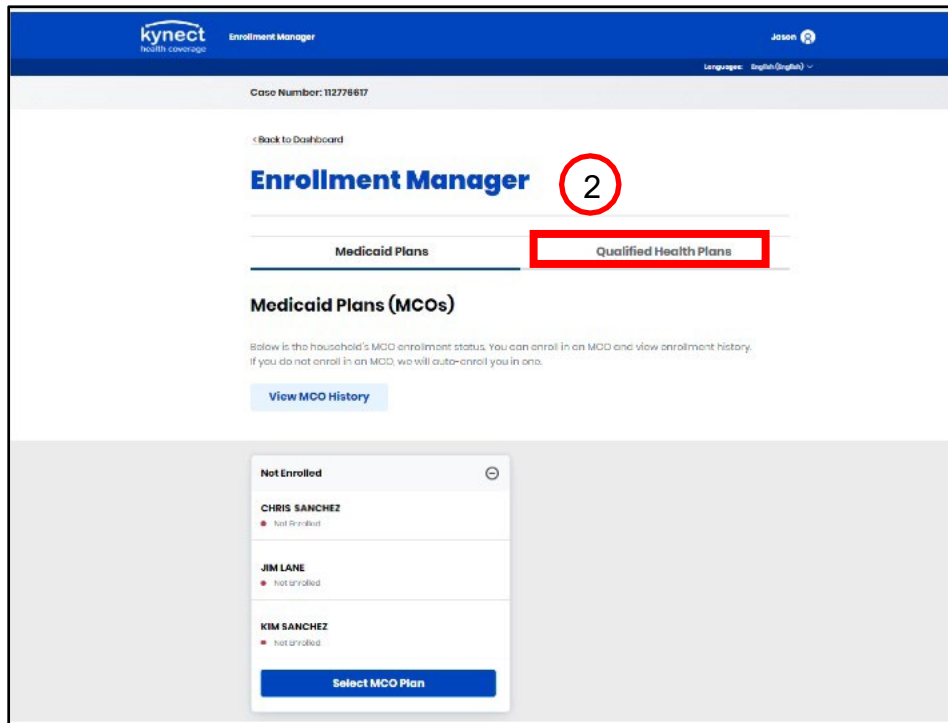 kynect
health coverage
Enrollment Manager
Jason
Languages: English (English)
Case Number: 112776617
< Back to Dashboard
Enrollment Manager
2
Medicaid Plans
Qualified Health Plans
Medicaid Plans (MCOs)
Below is the household's MCO enrollment status. You can enroll in an MCO and view enrollment history.
If you do not enroll in an MCO, we will auto-enroll you in one.
View MCO History
Not Enrolled
CHRIS SANCHEZ
Not Enrolled
JIM LANE
Not Enrolled
KIM SANCHEZ
Not Enrolled
Select MCO Plan